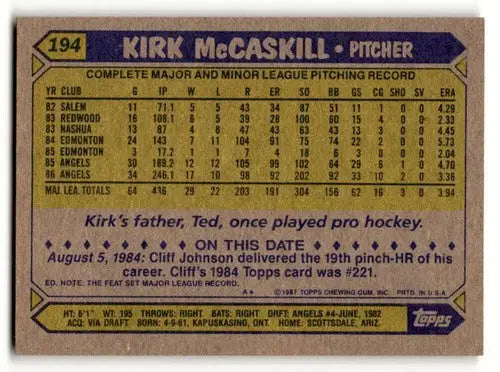 194
KIRK McCASKILL • PITCHER
COMPLETE MAJOR AND MINOR LEAGUE PITCHING RECORD
YR CLUB G IP W L R ER SO BB GS CG SHO SV ERA
82 SALEM 11 71.1 5 5 43 34 87 51 11 1 0 0 4.29
83 REDWOOD 16 108.1 6 5 39 28 100 60 15 4 0 0 2.33
83 NASHUA 13 87 4 8 47 43 63 43 13 3 0 0 4.45
84 EDMONTON 24 143 7 11 104 91 75 74 22 2 0 0 5.73
85 EDMONTON 3 17.2 1 1 7 4 18 6 3 0 0 0 2.04
85 ANGELS 30 189.2 12 12 105 99 102 64 29 6 1 0 4.70
86 ANGELS 34 246.1 17 10 98 92 202 92 33 10 2 0 3.36
MAJ. LEA. TOTALS 64 436 29 22 203 191 304 156 62 16 3 0 3.94
Kirk's father, Ted, once played pro hockey.
ON THIS DATE
August 5, 1984: Cliff Johnson delivered the 19th pinch-HR of his
career. Cliff's 1984 Topps card was #221.
ED. NOTE: THE FEAT SET MAJOR LEAGUE RECORD.
A* ©1987 TOPPS CHEWING GUM, INC. PRTD. IN U.S.A.
HT: 6'1" WT: 195 THROWS: RIGHT BATS: RIGHT DRFT: ANGELS #4-JUNE, 1982
ACQ: VIA DRAFT BORN: 4-9-61, KAPUSKASING, ONT. HOME: SCOTTSDALE, ARIZ.
Topps